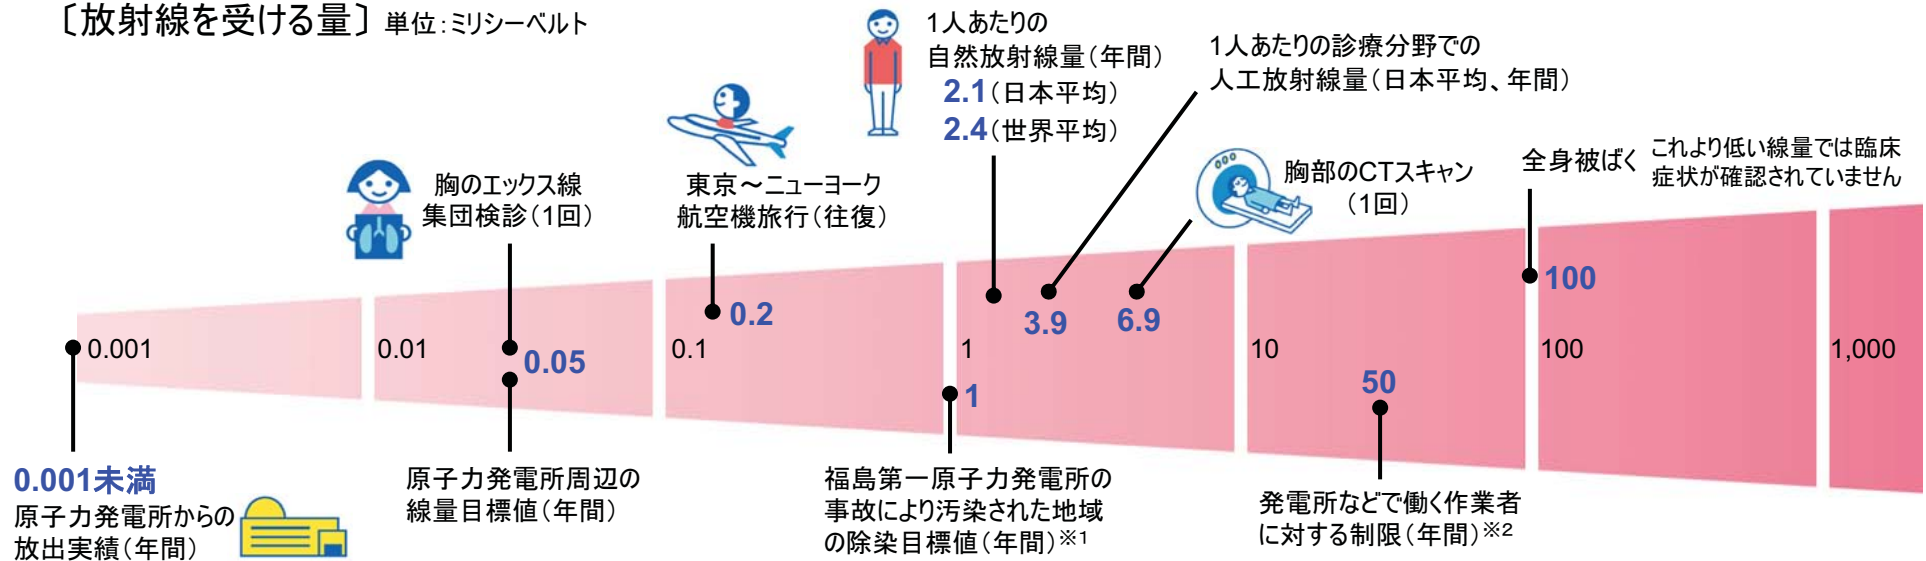 〔放射線を受ける量〕 単位：ミリシーベルト
1人あたりの
自然放射線量（年間）
2.1（日本平均）
2.4（世界平均）
1人あたりの診療分野での
人工放射線量（日本平均、年間）
胸のエックス線
集団検診（1回）
東京～ニューヨーク
航空機旅行（往復）
胸部のCTスキャン
（1回）
全身被ばく
これより低い線量では臨床
症状が確認されていません
0.05
0.2
3.9
6.9
100
0.001
0.01
0.1
1
10
100
1,000
1
50
0.001未満
原子力発電所からの
放出実績（年間）
原子力発電所周辺の
線量目標値（年間）
福島第一原子力発電所の
事故により汚染された地域
の除染目標値（年間）※1
発電所などで働く作業者
に対する制限（年間）※2